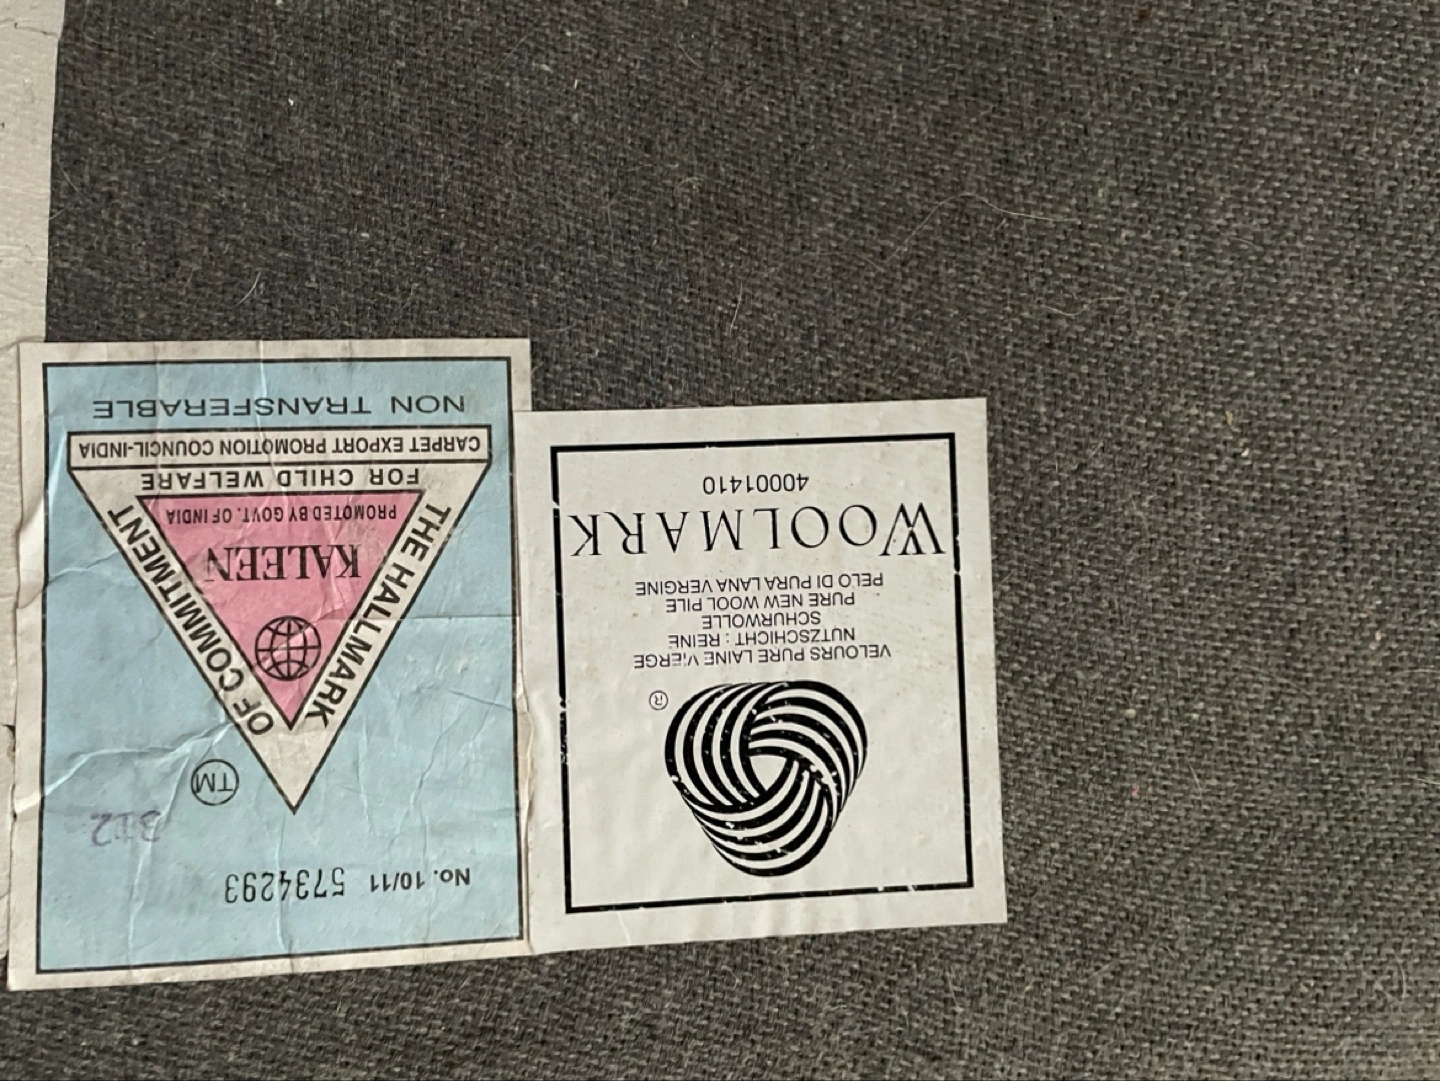 No. 10/11 5734293
312
TM
THE HALLMARK
OF COMMITMENT
KALEEN
PROMOTED BY GOVT. OF INDIA
FOR CHILD WELFARE
CARPET EXPORT PROMOTION COUNCIL-INDIA
NON TRANSFERABLE
®
VELOURS PURE LAINE VIERGE
NUTZSCHICHT : REINE
SCHURWOLLE
PURE NEW WOOL PILE
PELO DI PURA LANA VERGINE
WOOLMARK
40001410